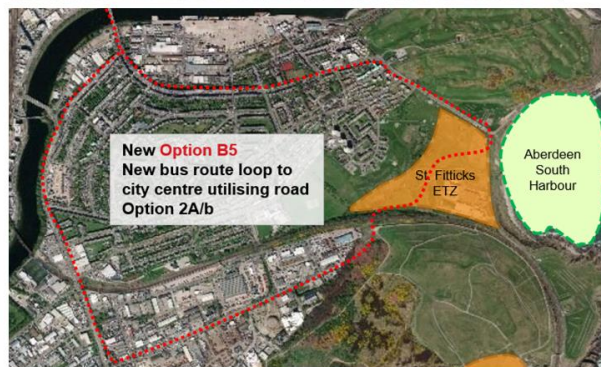 New Option B5
New bus route loop to
city centre utilising road
Option 2A/b
St. Fitticks
ETZ
Aberdeen
South
Harbour